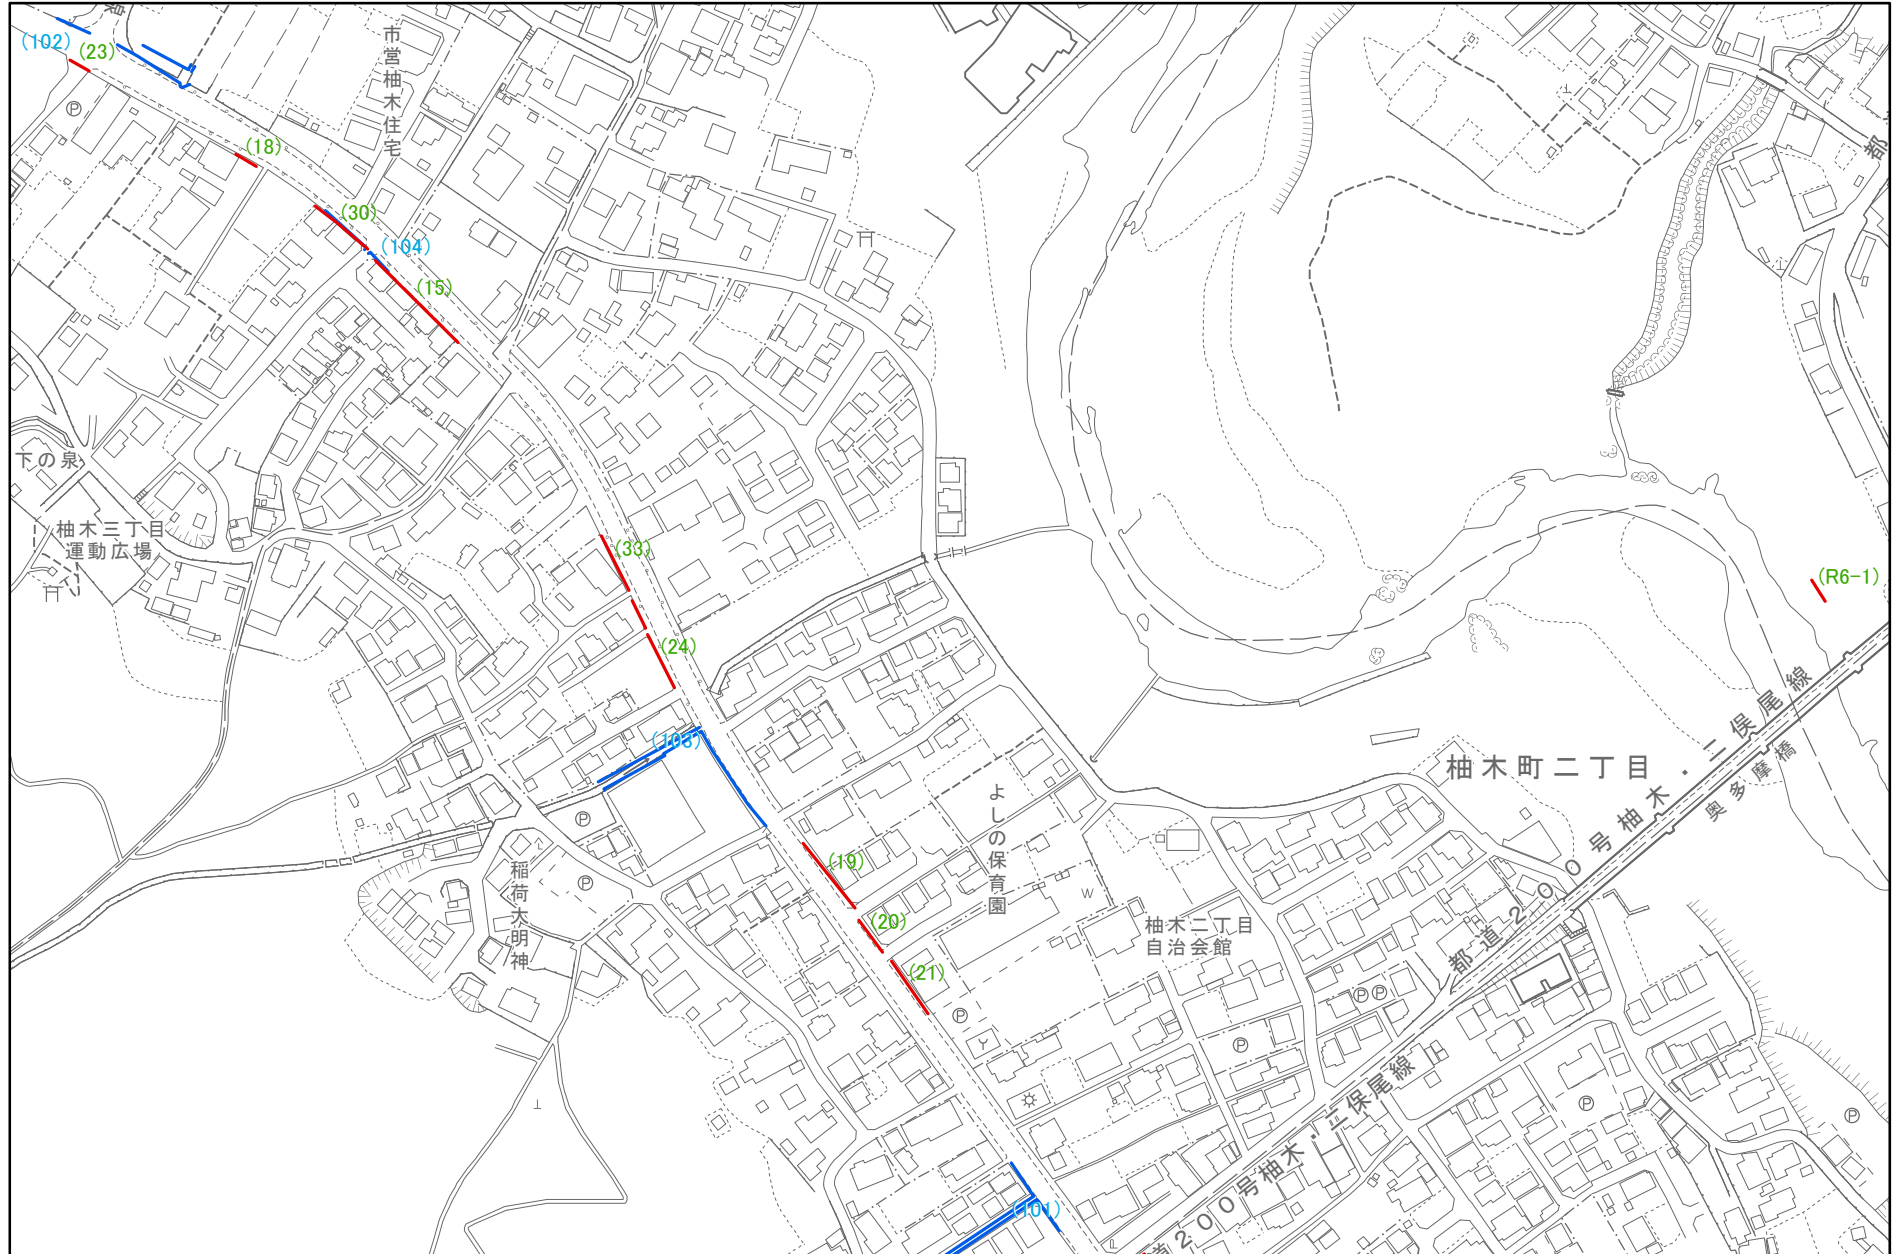 (102)
(23)
市営柚木住宅
(18)
(30)
(104)
(15)
都
下の泉
柚木三丁目
運動広場
(33)
(24)
(R6-1)
(103)
柚木町二丁目
都道200号柚木・二俣尾線
奥多摩橋
よしの保育園
(19)
(20)
(21)
稲荷大明神
柚木二丁目
自治会館
道200号柚木・二俣尾線
(101)